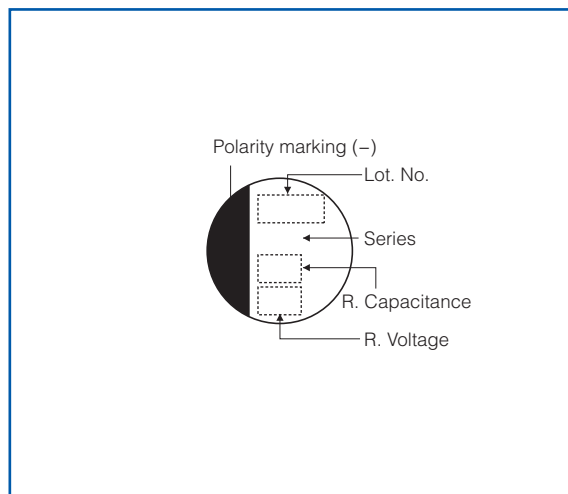 Polarity marking (−)
Lot. No.
Series
R. Capacitance
R. Voltage